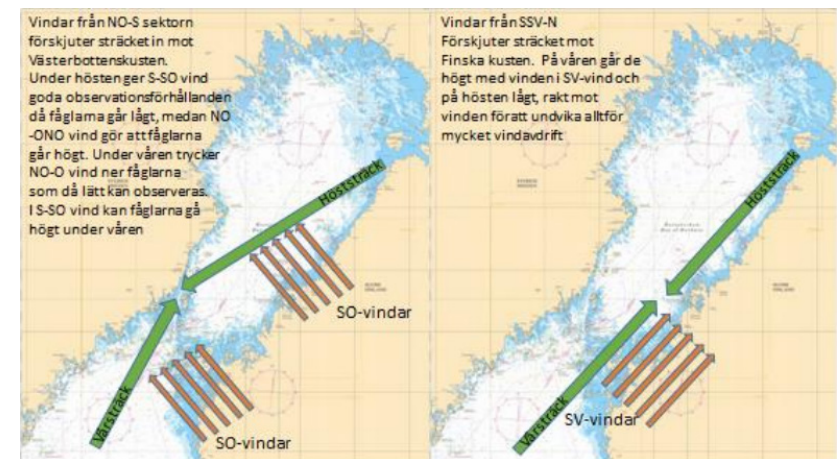 Vindar från NO-S sektorn
förskjuter sträcket in mot
Västerbottenskusten.
Under hösten ger S-SO vind
goda observationsförhållanden
då fåglarna går lågt, medan NO
-ONO vind gör att fåglarna
går högt. Under våren trycker
NO-O vind ner fåglarna
som då lätt kan observeras.
I S-SO vind kan fåglarna gå
högt under våren
Höststräck
SO-vindar
Vårsträck
SO-vindar
Vindar från SSV-N
Förskjuter sträcket mot
Finska kusten. På våren går de
högt med vinden i SV-vind och
på hösten lågt, rakt mot
vinden föratt undvika alltför
mycket vindavdrift
Höststräck
Vårsträck
SV-vindar